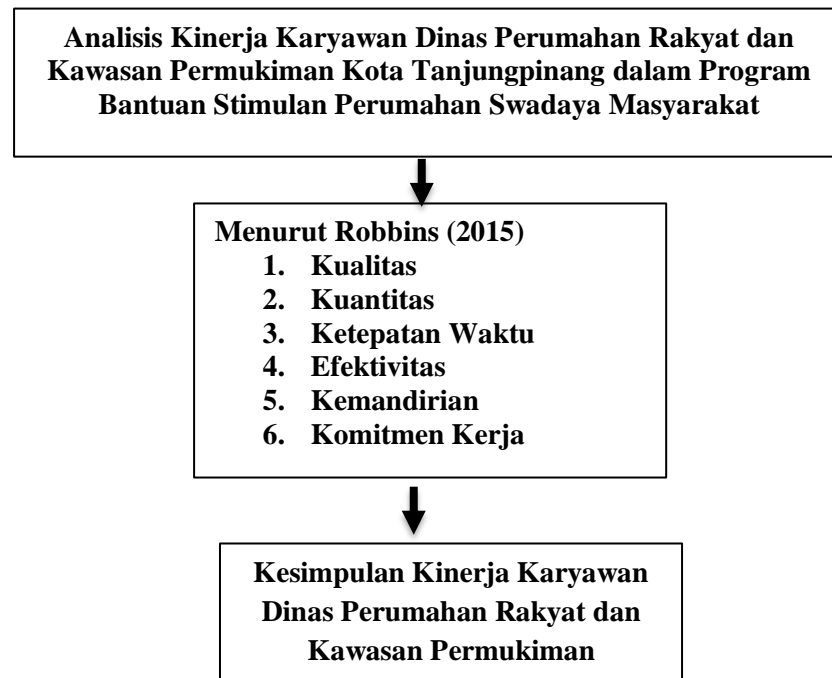 Analisis Kinerja Karyawan Dinas Perumahan Rakyat dan
Kawasan Permukiman Kota Tanjungpinang dalam Program
Bantuan Stimulan Perumahan Swadaya Masyarakat
Menurut Robbins (2015)
1. Kualitas
2. Kuantitas
3. Ketepatan Waktu
4. Efektivitas
5. Kemandirian
6. Komitmen Kerja
Kesimpulan Kinerja Karyawan
Dinas Perumahan Rakyat dan
Kawasan Permukiman